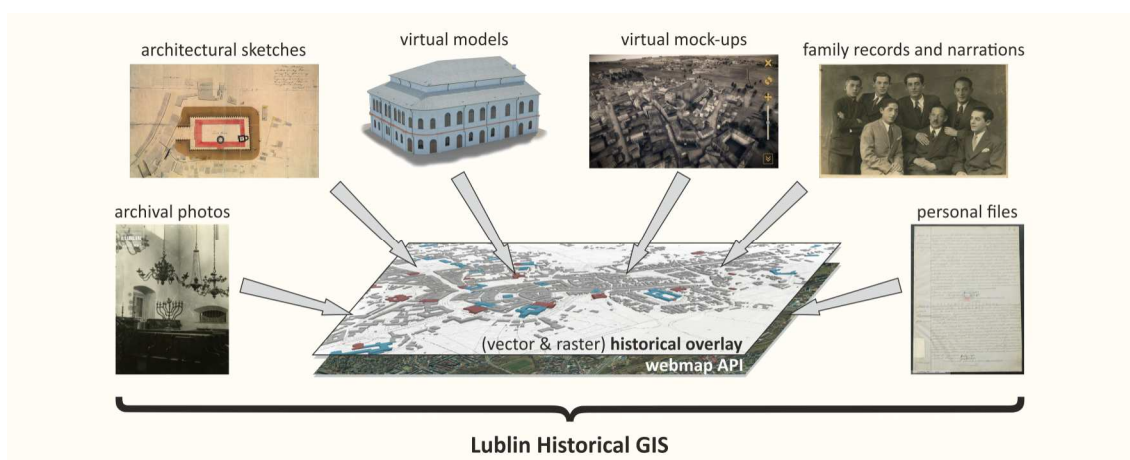 architectural sketches
virtual models
virtual mock-ups
family records and narrations
archival photos
personal files
(vector & raster) historical overlay
webmap API
Lublin Historical GIS